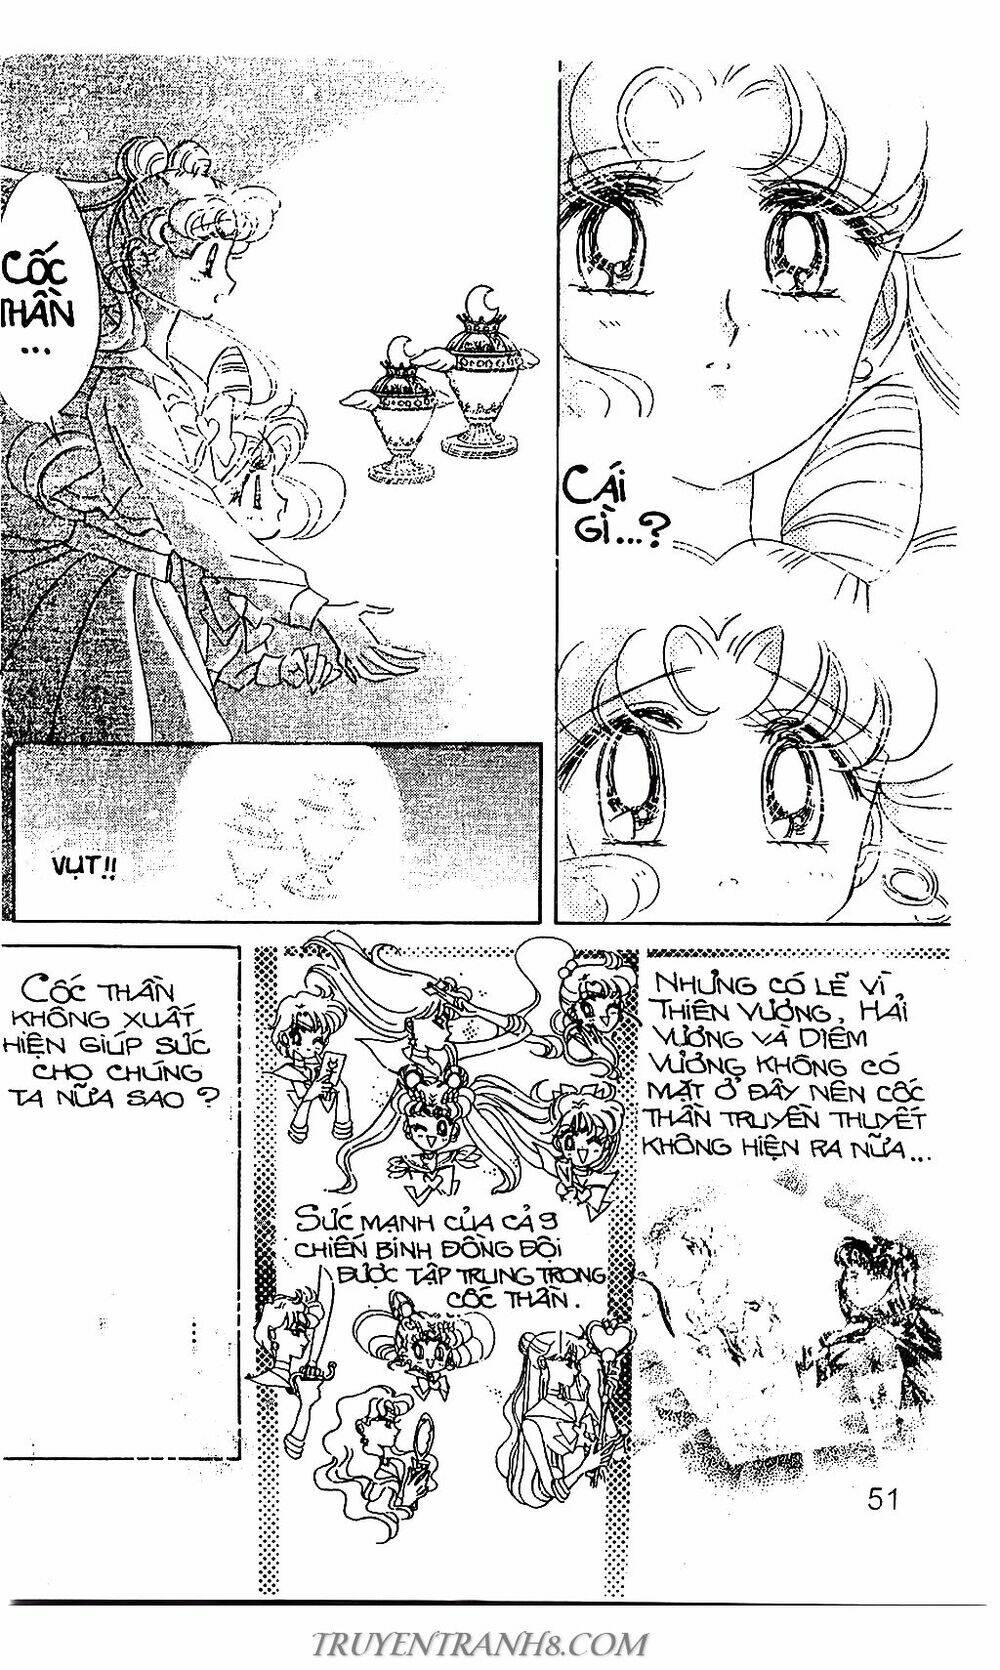 CỐC
THẦN
...
CÁI
GÌ...?
VỤT!!
CỐC THẦN
KHÔNG XUẤT
HIỆN GIÚP SỨC
CHO CHÚNG
TA NỮA SAO?
SỨC MẠNH CỦA CẢ 9
CHIẾN BINH ĐỒNG ĐỘI
ĐƯỢC TẬP TRUNG TRONG
CỐC THẦN.
NHƯNG CÓ LẼ VÌ
THIÊN VƯƠNG, HẢI
VƯƠNG VÀ DIÊM
VƯƠNG KHÔNG CÓ
MẶT Ở ĐÂY NÊN CỐC
THẦN TRUYỀN THUYẾT
KHÔNG HIỆN RA NỮA...
51
TRUYENTRANH8.COM